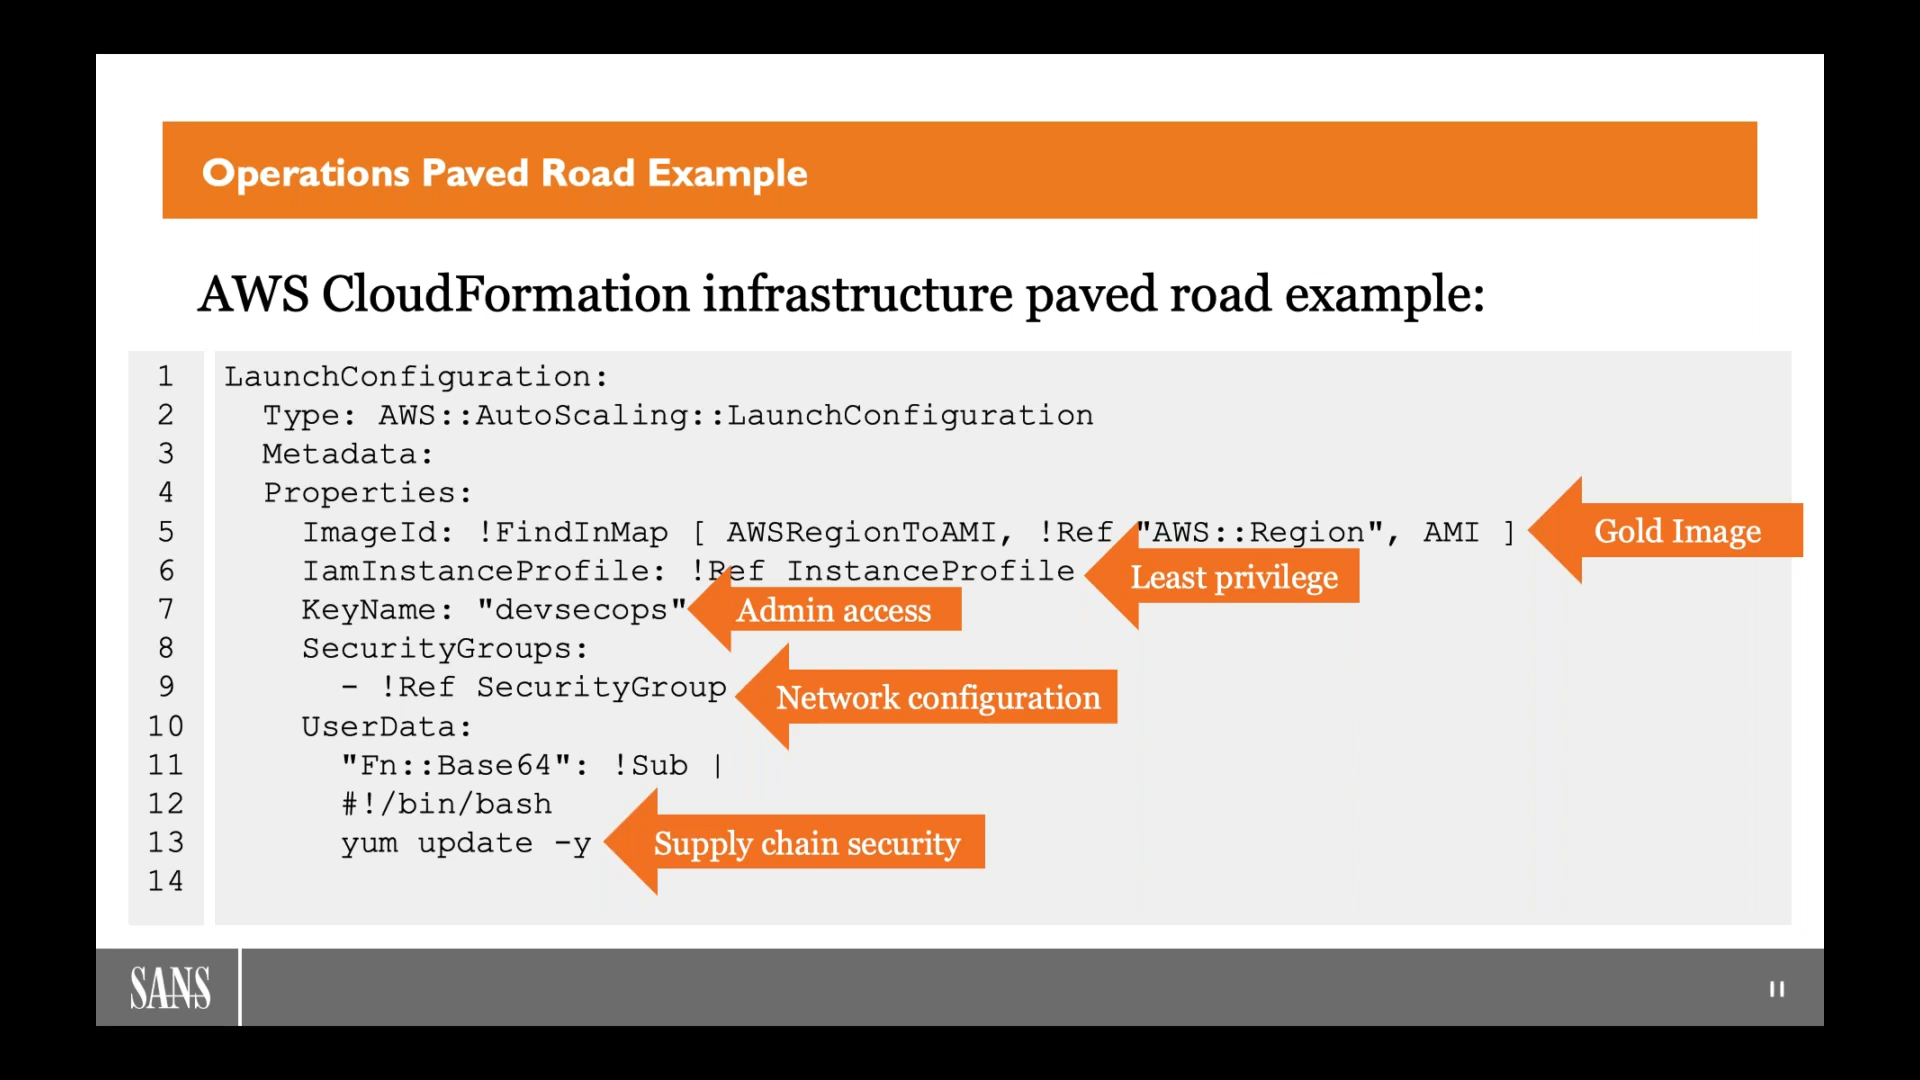 Operations Paved Road Example
AWS CloudFormation infrastructure paved road example:
1 LaunchConfiguration:
2 Type: AWS::AutoScaling::LaunchConfiguration
3 Metadata:
4 Properties:
5 ImageId: !FindInMap [ AWSRegionToAMI, !Ref "AWS::Region", AMI ] Gold Image
6 IamInstanceProfile: !Ref InstanceProfile Least privilege
7 KeyName: "devsecops" Admin access
8 SecurityGroups:
9 - !Ref SecurityGroup Network configuration
10 UserData:
11 "Fn::Base64": !Sub |
12 #!/bin/bash
13 yum update -y Supply chain security
14
SANS 11